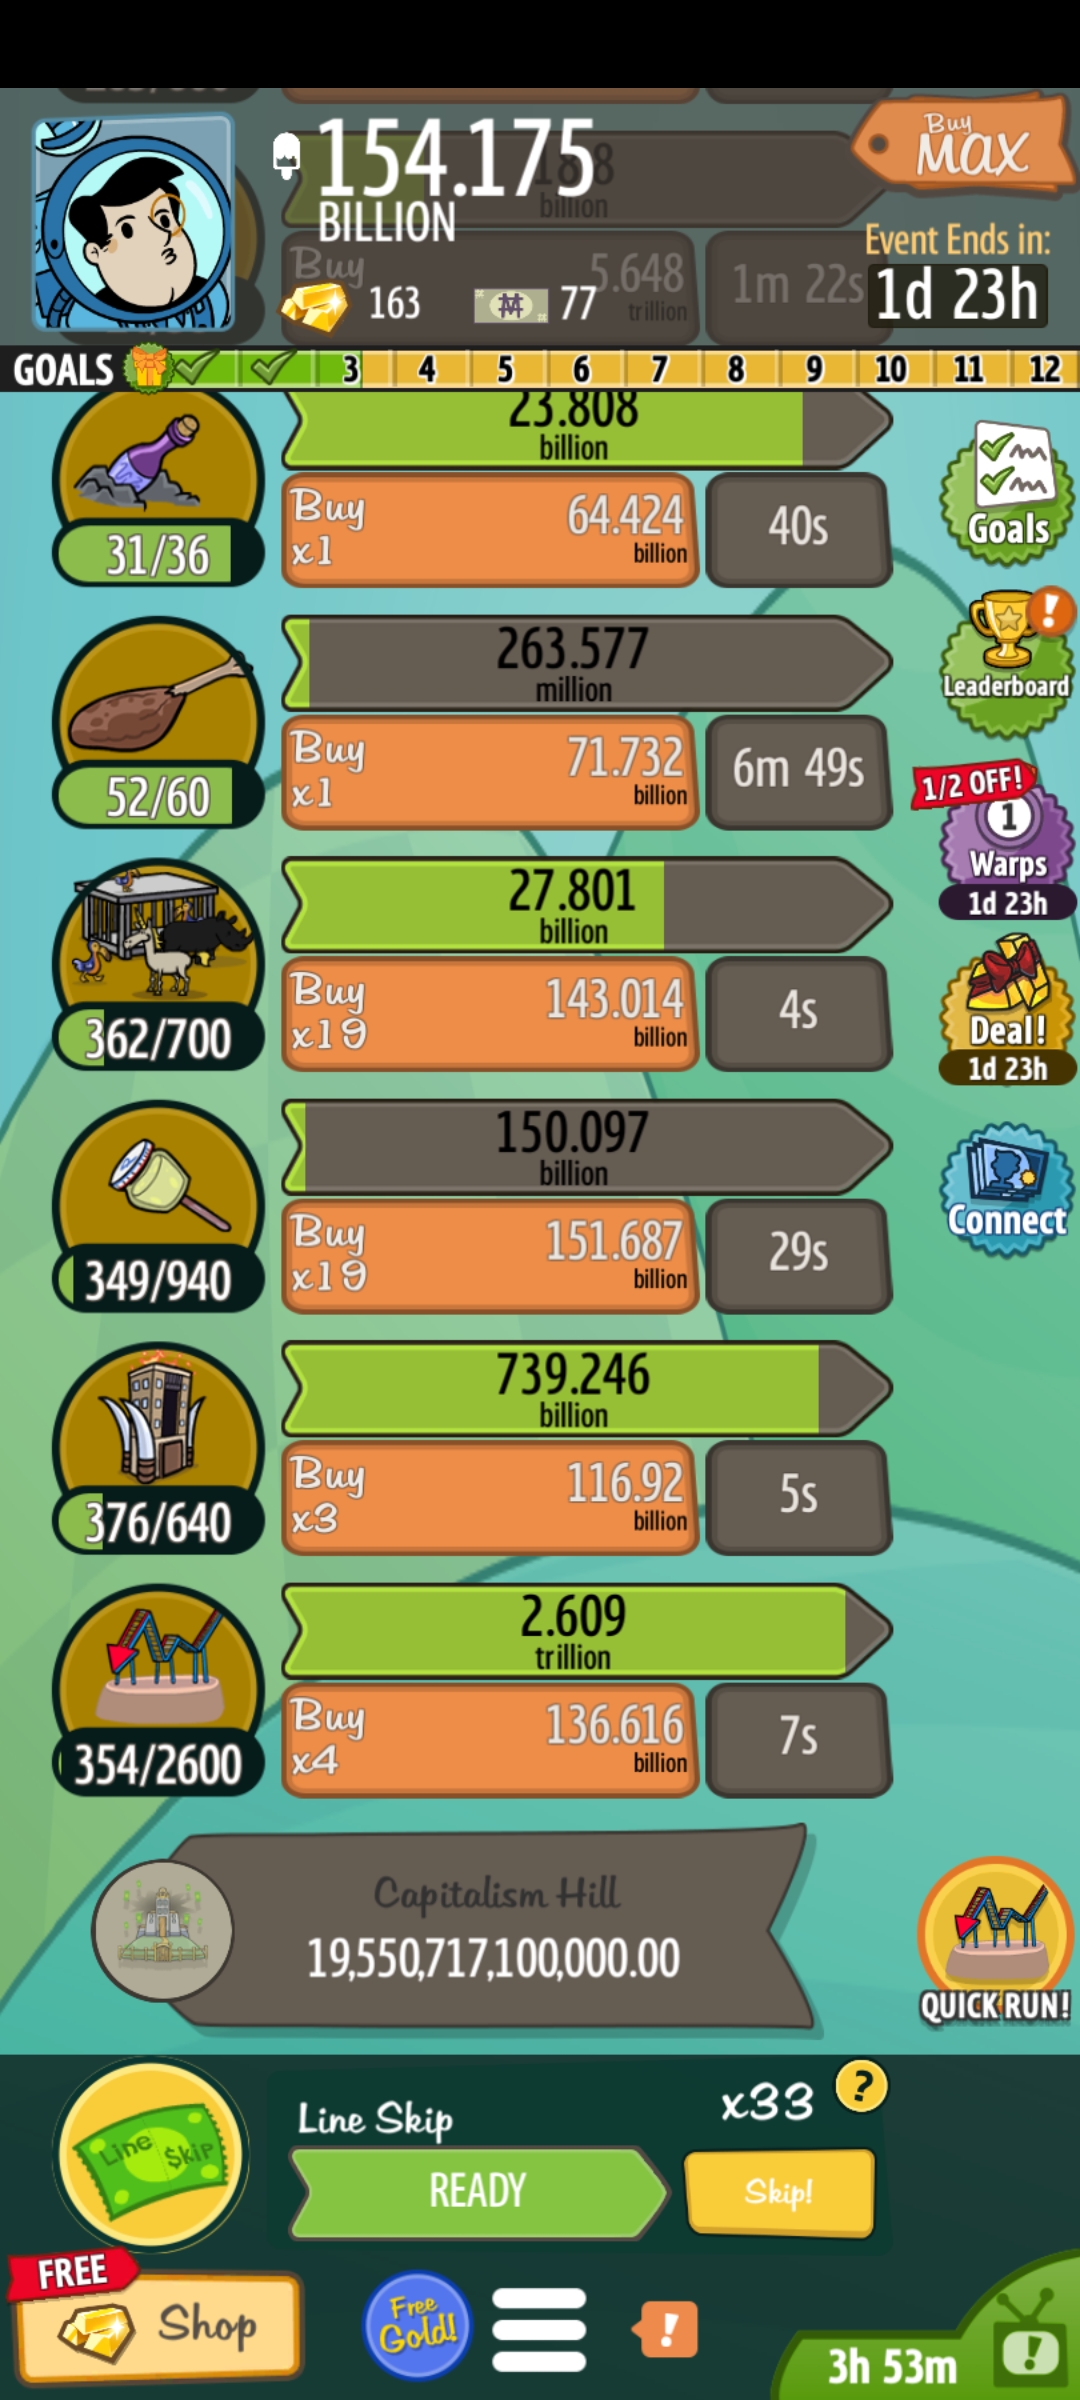 Buy
MAX
154.175
BILLION
18.8
billion
Event Ends in:
1d 23h
Buy
5.648
trillion
1m 22s
163
77
GOALS
3 4 5 6 7 8 9 10 11 12
23.808
billion
31/36
Buy
x1
64.424
billion
40s
Goals
Leaderboard
263.577
million
52/60
Buy
x1
71.732
billion
6m 49s
1/2 OFF!
1
Warps
1d 23h
27.801
billion
362/700
Buy
x19
143.014
billion
4s
Deal!
1d 23h
150.097
billion
349/940
Buy
x19
151.687
billion
29s
Connect
739.246
billion
376/640
Buy
x3
116.92
billion
5s
2.609
trillion
354/2600
Buy
x4
136.616
billion
7s
Capitalism Hill
19,550,717,100,000.00
QUICK RUN!
Line $kip
Line Skip
x33
?
READY
Skip!
FREE
Shop
Free
Gold!
!
3h 53m
!